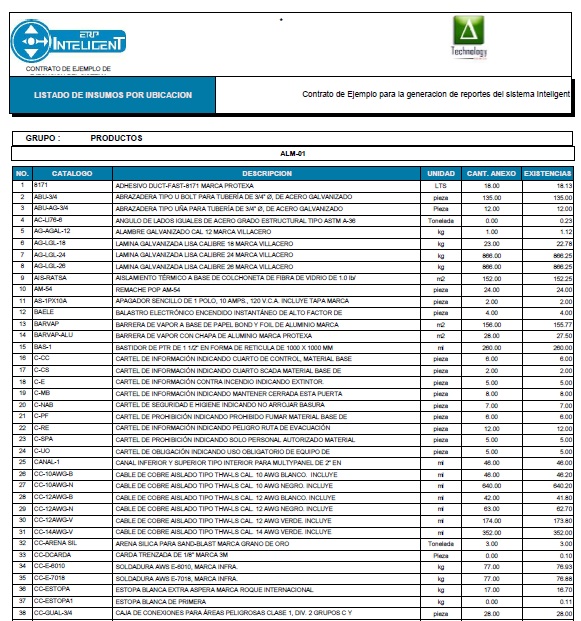 ERP
INTELIGENT
Technology
CONTRATO DE EJEMPLO DE
LISTADO DE INSUMOS POR UBICACION
Contrato de Ejemplo para la generacion de reportes del sistema Inteligent
GRUPO : PRODUCTOS
ALM-01
NO. CATALOGO DESCRIPCION UNIDAD CANT. ANEXO EXISTENCIAS
1 8171 ADHESIVO DUCT-FAST-8171 MARCA PROTEXA LTS 18.00 18.13
2 ABU-3/4 ABRAZADERA TIPO U BOLT PARA TUBERÍA DE 3/4" Ø, DE ACERO GALVANIZADO pieza 135.00 135.00
3 ABU-AG-3/4 ABRAZADERA TIPO UÑA PARA TUBERÍA DE 3/4" Ø, DE ACERO GALVANIZADO Pieza 12.00 12.00
4 AC-LI76-6 ANGULO DE LADOS IGUALES DE ACERO GRADO ESTRUCTURAL TIPO ASTM A-36 Tonelada 0.00 0.23
5 AG-AGAL-12 ALAMBRE GALVANIZADO CAL 12 MARCA VILLACERO kg 1.00 1.12
6 AG-LGL-18 LAMINA GALVANIZADA LISA CALIBRE 18 MARCA VILLACERO kg 23.00 22.78
7 AG-LGL-24 LAMINA GALVANIZADA LISA CALIBRE 24 MARCA VILLACERO kg 866.00 866.25
8 AG-LGL-26 LAMINA GALVANIZADA LISA CALIBRE 26 MARCA VILLACERO kg 866.00 866.25
9 AIS-RATSA AISLAMIENTO TÉRMICO A BASE DE COLCHONETA DE FIBRA DE VIDRIO DE 1.0 lb/ m2 152.00 152.25
10 AM-54 REMACHE POP AM-54 pieza 24.00 24.00
11 AS-1PX10A APAGADOR SENCILLO DE 1 POLO, 10 AMPS., 120 V.C.A. INCLUYE TAPA MARCA pieza 2.00 2.00
12 BAELE BALASTRO ELECTRÓNICO ENCENDIDO INSTANTÁNEO DE ALTO FACTOR DE pieza 4.00 4.00
13 BARVAP BARRERA DE VAPOR A BASE DE PAPEL BOND Y FOIL DE ALUMINIO MARCA m2 156.00 155.77
14 BARVAP-ALU BARRERA DE VAPOR CON CHAPA DE ALUMINIO MARCA PROTEXA m2 28.00 27.50
15 BAS-1 BASTIDOR DE PTR DE 1 1/2" EN FORMA DE RETICULA DE 1000 X 1000 MM ml 260.00 260.00
16 C-CC CARTEL DE INFORMACIÓN INDICANDO CUARTO DE CONTROL, MATERIAL BASE pieza 6.00 6.00
17 C-CS CARTEL DE INFORMACIÓN INDICANDO CUARTO SCADA MATERIAL BASE DE pieza 2.00 2.00
18 C-E CARTEL DE INFORMACIÓN CONTRA INCENDIO INDICANDO EXTINTOR. pieza 5.00 5.00
19 C-MB CARTEL DE INFORMACIÓN INDICANDO MANTENER CERRADA ESTA PUERTA pieza 8.00 8.00
20 C-NAB CARTEL DE SEGURIDAD E HIGIENE INDICANDO NO ARROJAR BASURA pieza 7.00 7.00
21 C-PF CARTEL DE PROHIBICIÓN INDICANDO PROHIBIDO FUMAR MATERIAL BASE DE pieza 6.00 6.00
22 C-RE CARTEL DE INFORMACIÓN INDICANDO PELIGRO RUTA DE EVACUACIÓN pieza 12.00 12.00
23 C-SPA CARTEL DE PROHIBICIÓN INDICANDO SOLO PERSONAL AUTORIZADO MATERIAL pieza 5.00 5.00
24 C-UO CARTEL DE OBLIGACIÓN INDICANDO USO OBLIGATORIO DE EQUIPO DE pieza 5.00 5.00
25 CANAL-1 CANAL INFERIOR Y SUPERIOR TIPO INTERIOR PARA MULTYPANEL DE 2" EN ml 46.00 46.00
26 CC-10AWG-B CABLE DE COBRE AISLADO TIPO THW-LS CAL. 10 AWG BLANCO. INCLUYE ml 46.00 46.20
27 CC-10AWG-N CABLE DE COBRE AISLADO TIPO THW-LS CAL. 10 AWG NEGRO. INCLUYE ml 640.00 640.20
28 CC-12AWG-B CABLE DE COBRE AISLADO TIPO THW-LS CAL. 12 AWG BLANCO. INCLUYE ml 42.00 41.80
29 CC-12AWG-N CABLE DE COBRE AISLADO TIPO THW-LS CAL. 12 AWG NEGRO. INCLUYE ml 63.00 62.70
30 CC-12AWG-V CABLE DE COBRE AISLADO TIPO THW-LS CAL. 12 AWG VERDE. INCLUYE ml 174.00 173.80
31 CC-14AWG-V CABLE DE COBRE AISLADO TIPO THW-LS CAL. 14 AWG VERDE. INCLUYE ml 352.00 352.00
32 CC-ARENA SIL ARENA SILICA PARA SAND-BLAST MARCA GRANO DE ORO Tonelada 3.00 3.00
33 CC-DCARDA CARDA TRENZADA DE 1/8" MARCA 3M Pieza 0.00 0.10
34 CC-E-6010 SOLDADURA AWS E-6010, MARCA INFRA. kg 77.00 76.93
35 CC-E-7018 SOLDADURA AWS E-7018, MARCA INFRA. kg 77.00 76.88
36 CC-ESTOPA ESTOPA BLANCA EXTRA ASPERA MARCA ROQUE INTERNACIONAL kg 17.00 16.70
37 CC-ESTOPA1 ESTOPA BLANCA DE PRIMERA kg 0.00 0.11
38 CC-GUAL-3/4 CAJA DE CONEXIONES PARA ÁREAS PELIGROSAS CLASE 1, DIV. 2 GRUPOS C Y pieza 28.00 28.00